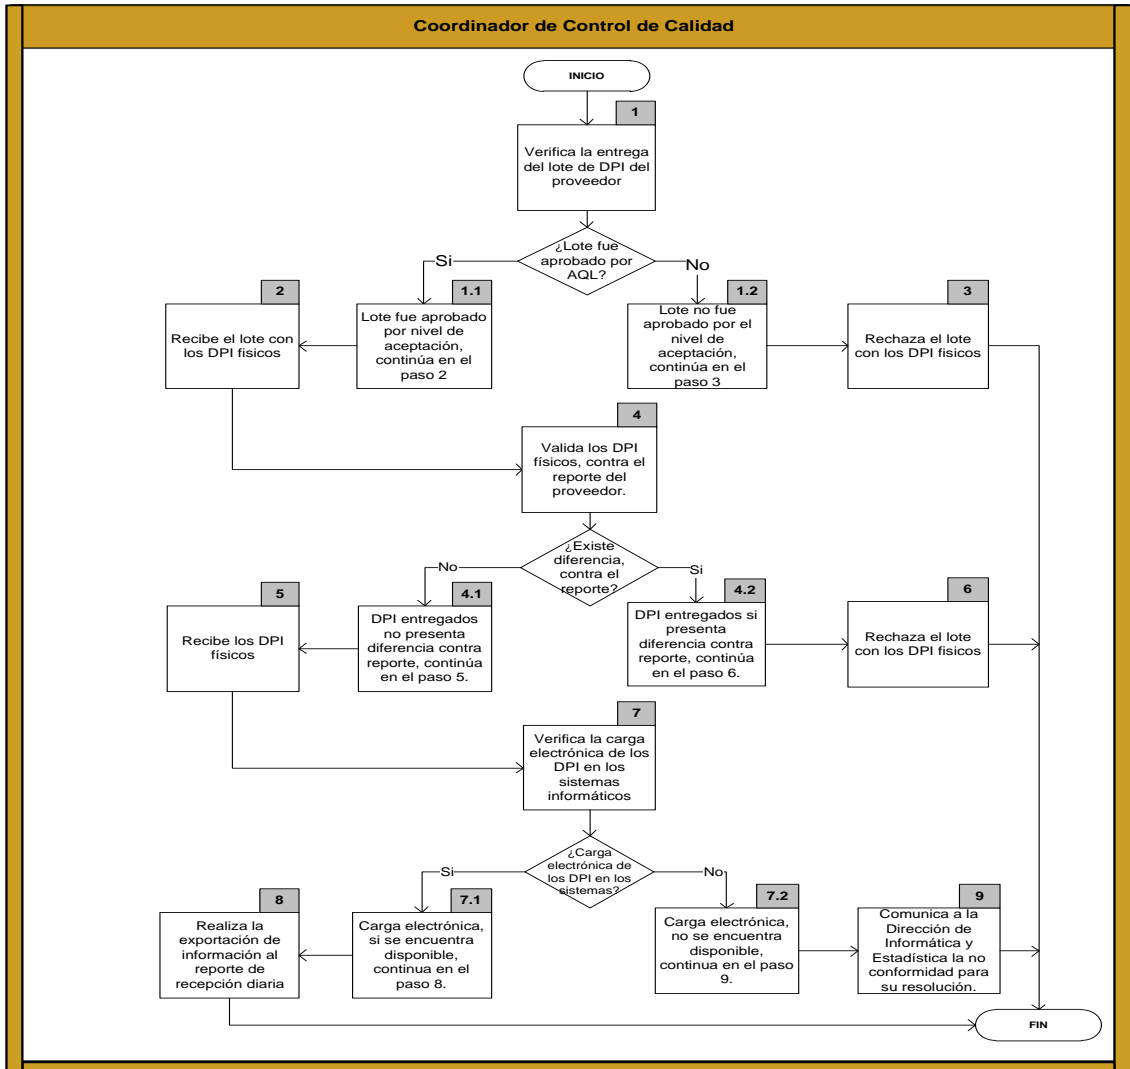 Coordinador de Control de Calidad
INICIO
1
Verifica la entrega
del lote de DPI del
proveedor
¿Lote fue
aprobado por
AQL?
Si
No
2
Recibe el lote con
los DPI fisicos
1.1
Lote fue aprobado
por nivel de
aceptación,
continúa en el
paso 2
1.2
Lote no fue
aprobado por el
nivel de
aceptación,
continúa en el
paso 3
3
Rechaza el lote
con los DPI fisicos
4
Valida los DPI
físicos, contra el
reporte del
proveedor.
¿Existe
diferencia,
contra el
reporte?
No
Si
5
Recibe los DPI
físicos
4.1
DPI entregados
no presenta
diferencia contra
reporte, continúa
en el paso 5.
4.2
DPI entregados si
presenta
diferencia contra
reporte, continúa
en el paso 6.
6
Rechaza el lote
con los DPI fisicos
7
Verifica la carga
electrónica de los
DPI en los
sistemas
informáticos
¿Carga
electrónica de
los DPI en los
sistemas?
Si
No
8
Realiza la
exportación de
información al
reporte de
recepción diaria
7.1
Carga electrónica,
si se encuentra
disponible,
continua en el
paso 8.
7.2
Carga electrónica,
no se encuentra
disponible,
continua en el paso
9.
9
Comunica a la
Dirección de
Informática y
Estadística la no
conformidad para
su resolución.
FIN